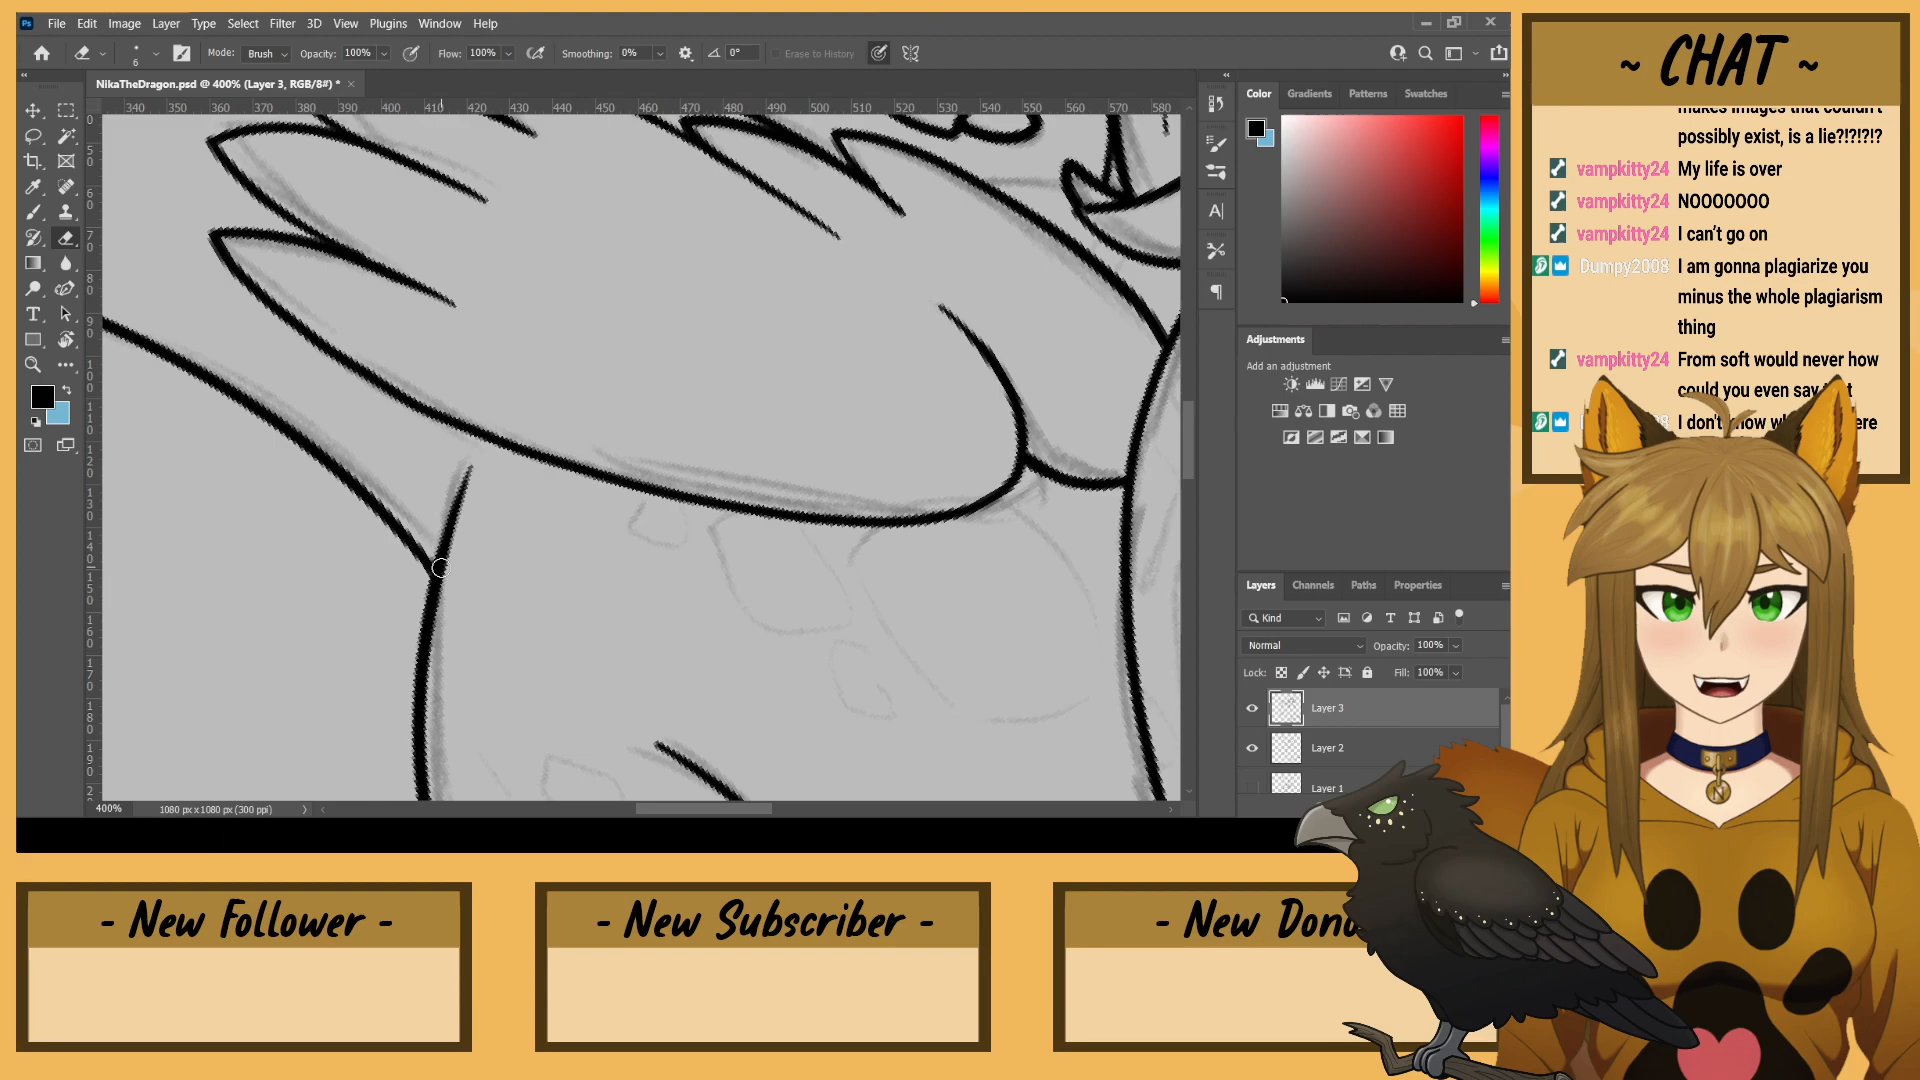 Ps File Edit Image Layer Type Select Filter 3D View Plugins Window Help
6 Mode: Brush Opacity: 100% Flow: 100% Smoothing: 0% 0° Erase to History
NikaTheDragon.psd @ 400% (Layer 3, RGB/8#) *
340 350 360 370 380 390 400 410 420 430 440 450 460 470 480 490 500 510 520 530 540 550 560 570 580
Color Gradients Patterns Swatches
Adjustments
Add an adjustment
Layers Channels Paths Properties
Kind
Normal Opacity: 100%
Lock: Fill: 100%
Layer 3
Layer 2
Layer 1
400% 1080 px x 1080 px (300 ppi)
~ CHAT ~
makes images that couldn't
possibly exist, is a lie?!?!?!?
vampkitty24 My life is over
vampkitty24 NOOOOOOO
vampkitty24 I can't go on
Dumpy2008 I am gonna plagiarize you
minus the whole plagiarism
thing
vampkitty24 From soft would never how
could you even say
I don't
- New Follower -
- New Subscriber -
- New
N